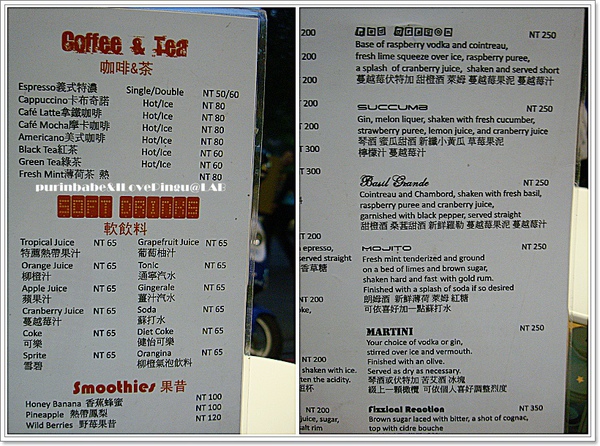 Coffee & Tea
咖啡&茶
Espresso義式特濃 Single/Double NT 50/60
Cappuccino卡布奇諾 Hot/Ice NT 80
Café Latte拿鐵咖啡 Hot/Ice NT 80
Café Mocha摩卡咖啡 Hot/Ice NT 80
Americano美式咖啡 Hot/Ice NT 80
Black Tea紅茶 Hot/Ice NT 60
Green Tea綠茶 Hot/Ice NT 60
Fresh Mint薄荷茶 熱 NT 80
purinbabe&ILovePingu@LAB
SOFT DRINKS
軟飲料
Tropical Juice NT 65 Grapefruit Juice NT 65
特薦熱帶果汁 葡萄柚汁
Orange Juice NT 65 Tonic NT 65
柳橙汁 通寧汽水
Apple Juice NT 65 Gingerale NT 65
蘋果汁 薑汁汽水
Cranberry Juice NT 65 Soda NT 65
蔓越莓汁 蘇打水
Coke NT 65 Diet Coke NT 65
可樂 健怡可樂
Sprite NT 65 Orangina NT 65
雪碧 柳橙氣泡飲料
Smoothies 果昔
Honey Banana 香蕉蜂蜜 NT 100
Pineapple 熱帶鳳梨 NT 100
Wild Berries 野莓果昔 NT 120
NT 250
Base of raspberry vodka and cointreau,
fresh lime squeeze over ice, raspberry puree,
a splash of cranberry juice, shaken and served short
蔓越莓伏特加 甜橙酒 萊姆 蔓越莓果泥 蔓越莓汁
SUCCUMB NT 250
Gin, melon liquer, shaken with fresh cucumber,
strawberry puree, lemon juice, and cranberry juice
琴酒 蜜瓜甜酒 新鮮小黃瓜 草莓果泥
檸檬汁 蔓越莓汁
Basil Grande NT 250
Cointreau and Chambord, shaken with fresh basil,
raspberry puree and cranberry juice,
garnished with black pepper, served straight
甜橙酒 桑葚甜酒 新鮮羅勒 蔓越莓果泥 蔓越莓汁
MOJITO NT 250
Fresh mint tenderized and ground
on a bed of limes and brown sugar,
shaken hard and fast with gold rum.
Finished with a splash of soda if so desired
朗姆酒 新鮮薄荷 萊姆 紅糖
可依喜好加一點蘇打水
MARTINI NT 250
Your choice of vodka or gin,
stirred over ice and vermouth.
Finished with an olive.
Served as dry as necessary.
琴酒或伏特加 苦艾酒 冰塊
綴上一顆橄欖 可依個人喜好調整烈度
Fizzical Reaction NT 350
Brown sugar laced with bitter, a shot of cognac,
top with cidre bouche
200
200
200
200
200
n espresso,
served straight
香草糖
NT 200
NT 200
shaken with ice.
ten the acidity.
NT 200
sugar,
alt rim